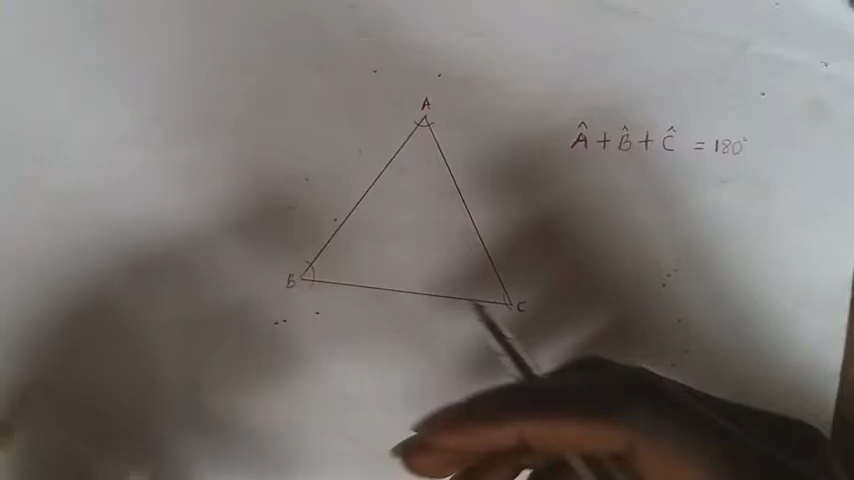 A
Â + B̂ + Ĉ = 180°
B
C